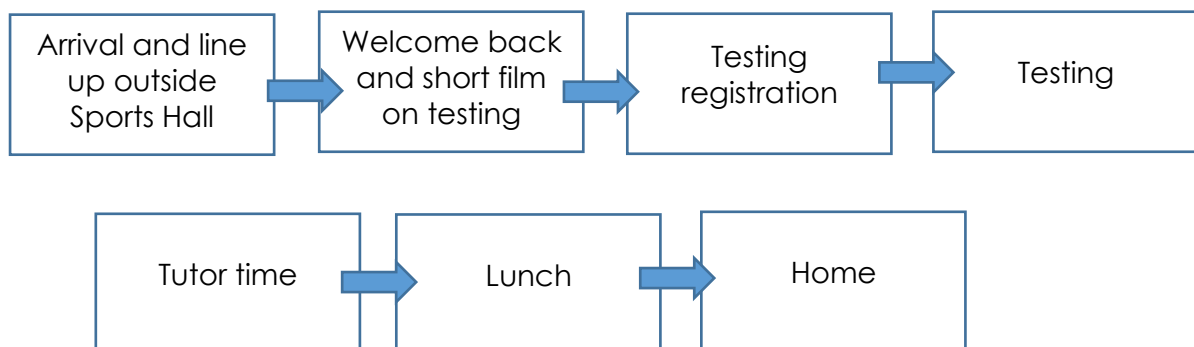 Arrival and line
up outside
Sports Hall
Welcome back
and short film
on testing
Testing
registration
Testing
Tutor time
Lunch
Home